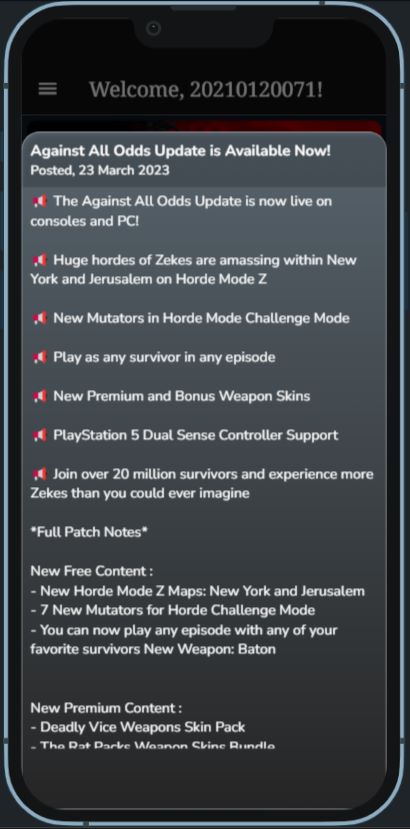 Welcome, 20210120071!
Against All Odds Update is Available Now!
Posted, 23 March 2023
The Against All Odds Update is now live on
consoles and PC!
Huge hordes of Zekes are amassing within New
York and Jerusalem on Horde Mode Z
New Mutators in Horde Mode Challenge Mode
Play as any survivor in any episode
New Premium and Bonus Weapon Skins
PlayStation 5 Dual Sense Controller Support
Join over 20 million survivors and experience more
Zekes than you could ever imagine
*Full Patch Notes*
New Free Content :
- New Horde Mode Z Maps: New York and Jerusalem
- 7 New Mutators for Horde Challenge Mode
- You can now play any episode with any of your
favorite survivors New Weapon: Baton
New Premium Content :
- Deadly Vice Weapons Skin Pack
- The Rat Packs Weapon Skins Bundle